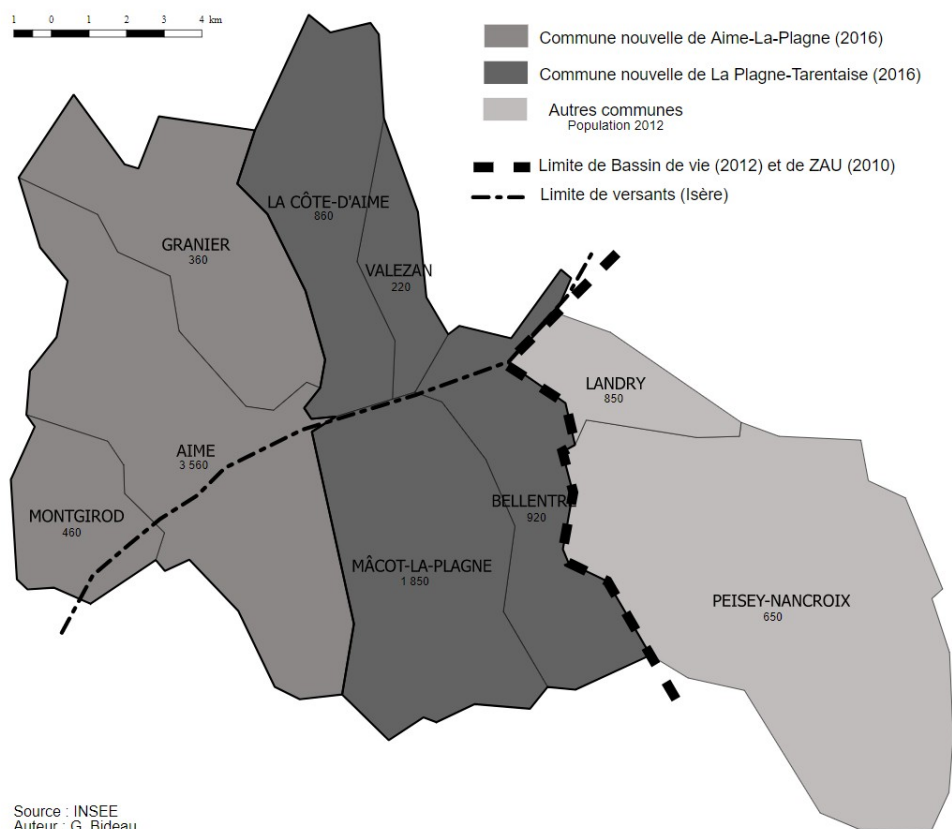 1 0 1 2 3 4 km
Commune nouvelle de Aime-La-Plagne (2016)
Commune nouvelle de La Plagne-Tarentaise (2016)
Autres communes
Population 2012
Limite de Bassin de vie (2012) et de ZAU (2010)
Limite de versants (Isère)
LA CÔTE-D'AIME
860
GRANIER
360
VALEZAN
220
LANDRY
850
AIME
3 560
BELLENTRE
920
MONTGIROD
460
MÂCOT-LA-PLAGNE
1 850
PEISEY-NANCROIX
650
Source : INSEE
Auteur : G. Bideau